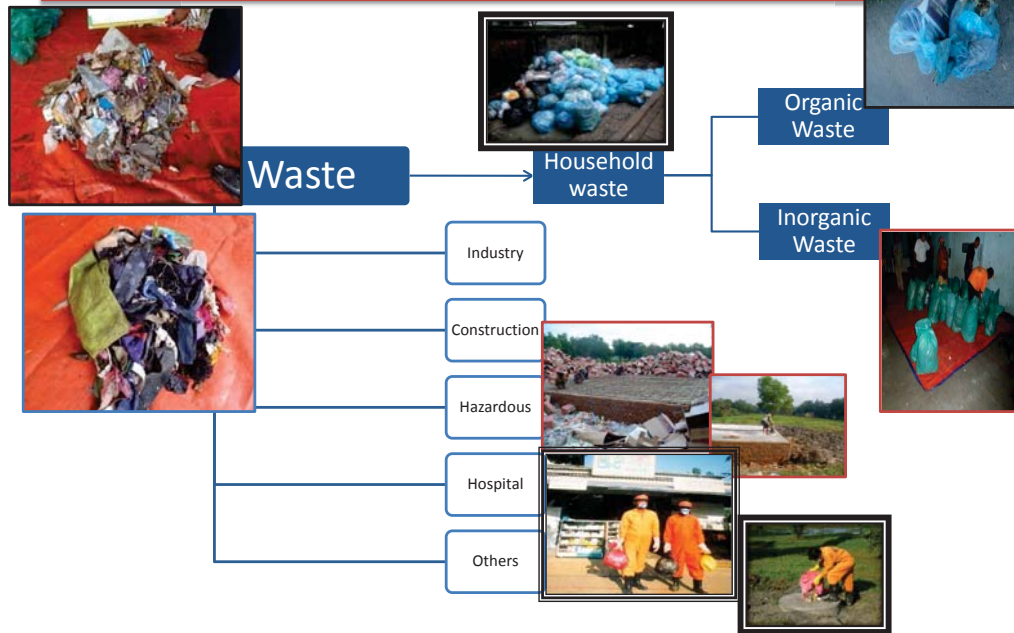 Waste
Household
waste
Organic
Waste
Inorganic
Waste
Industry
Construction
Hazardous
Hospital
Others